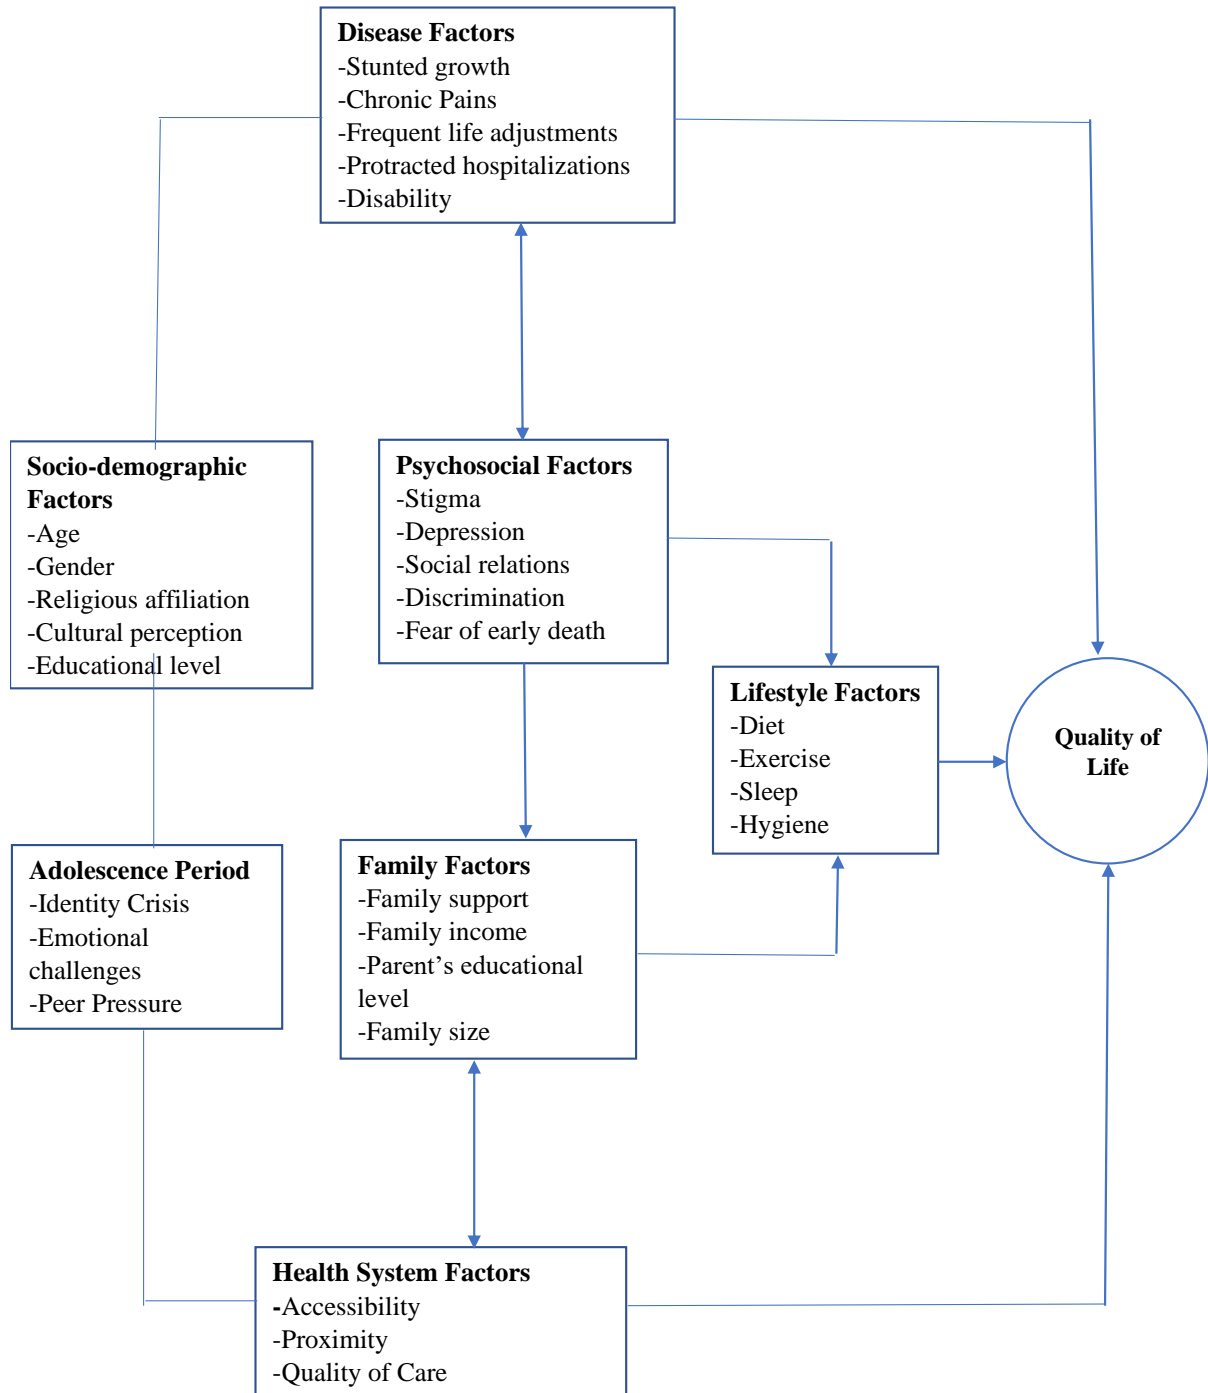 Disease Factors
-Stunted growth
-Chronic Pains
-Frequent life adjustments
-Protracted hospitalizations
-Disability
Socio-demographic
Factors
-Age
-Gender
-Religious affiliation
-Cultural perception
-Educational level
Psychosocial Factors
-Stigma
-Depression
-Social relations
-Discrimination
-Fear of early death
Lifestyle Factors
-Diet
-Exercise
-Sleep
-Hygiene
Quality of
Life
Adolescence Period
-Identity Crisis
-Emotional
challenges
-Peer Pressure
Family Factors
-Family support
-Family income
-Parent’s educational
level
-Family size
Health System Factors
-Accessibility
-Proximity
-Quality of Care